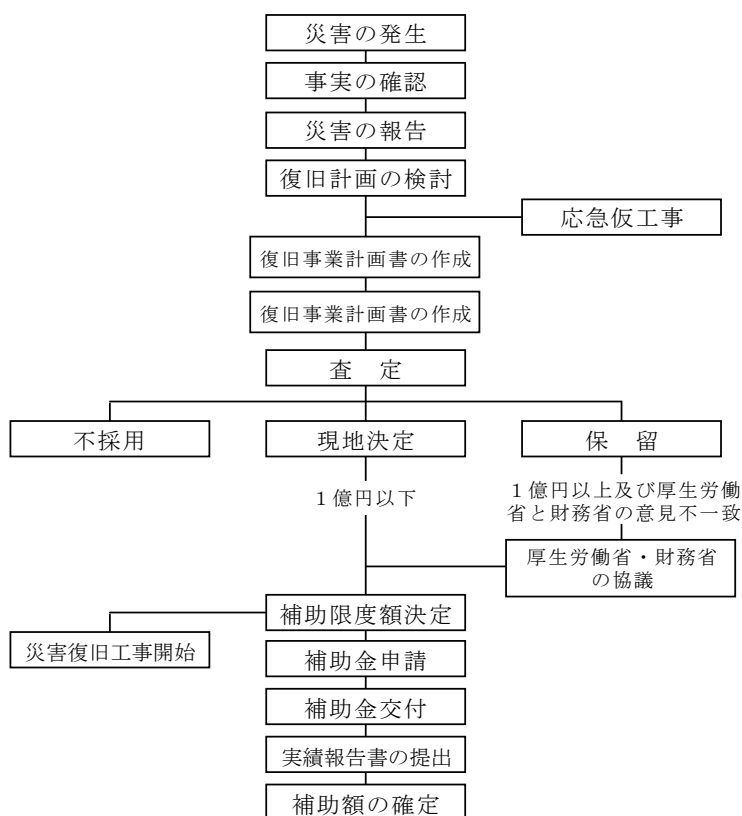 災害の発生
事実の確認
災害の報告
復旧計画の検討
応急仮工事
復旧事業計画書の作成
復旧事業計画書の作成
査　定
不採用
現地決定
保　留
１億円以下
１億円以上及び厚生労働
省と財務省の意見不一致
厚生労働省・財務省
の協議
補助限度額決定
災害復旧工事開始
補助金申請
補助金交付
実績報告書の提出
補助額の確定